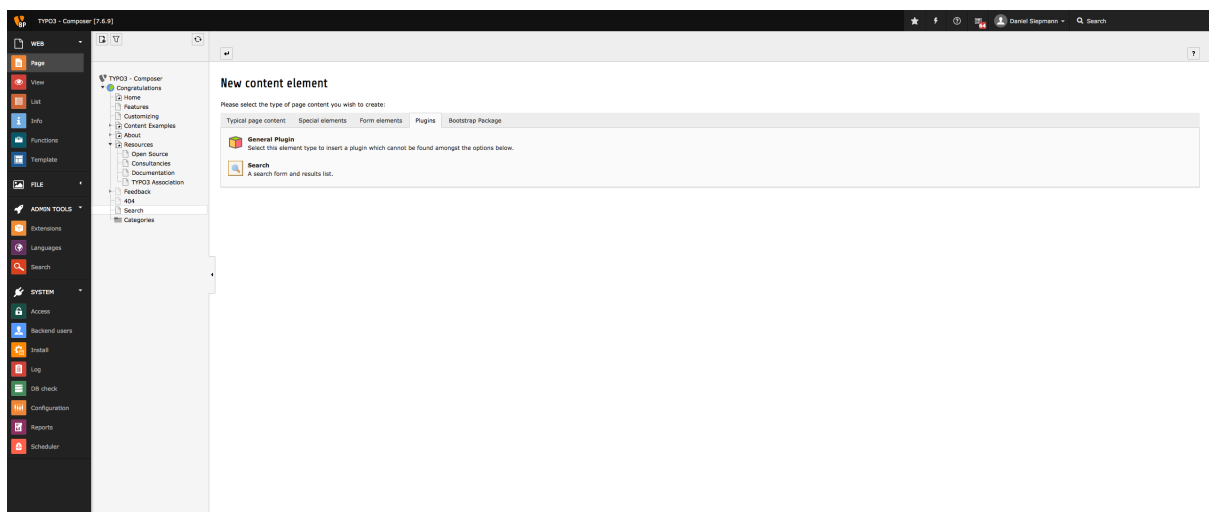 TYPO3 - Composer [7.6.9]
64
Daniel Siepmann
Search
WEB
Page
View
List
Info
Functions
Template
FILE
ADMIN TOOLS
Extensions
Languages
Search
SYSTEM
Access
Backend users
Install
Log
DB check
Configuration
Reports
Scheduler
TYPO3 - Composer
Congratulations
Home
Features
Customizing
Content Examples
About
Resources
Open Source
Consultancies
Documentation
TYPO3 Association
Feedback
404
Search
Categories
?
New content element
Please select the type of page content you wish to create:
Typical page content Special elements Form elements Plugins Bootstrap Package
General Plugin
Select this element type to insert a plugin which cannot be found amongst the options below.
Search
A search form and results list.